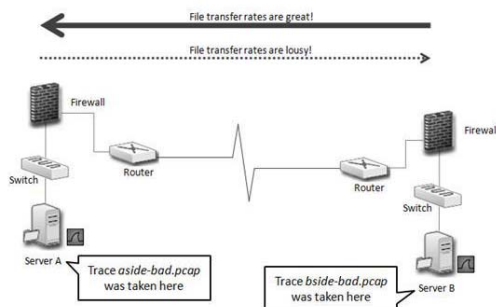 File transfer rates are great!
File transfer rates are lousy!
Firewall
Firewall
Router
Router
Switch
Switch
Server A
Server B
Trace aside-bad.pcap
was taken here
Trace bside-bad.pcap
was taken here